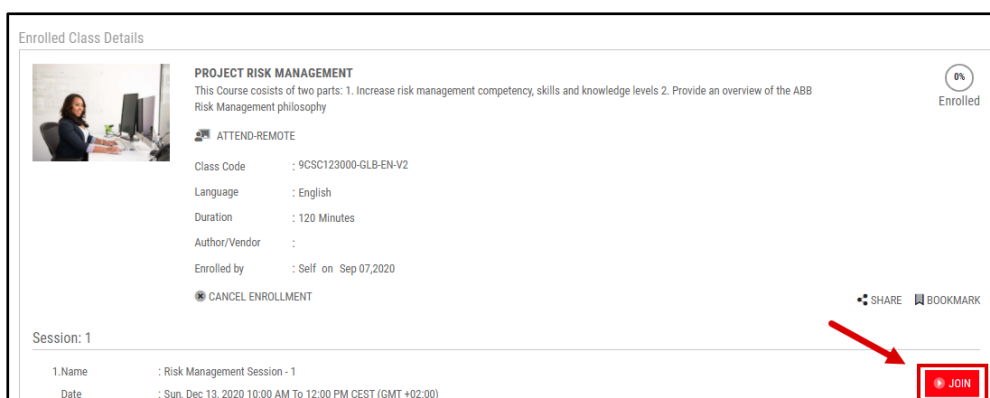 Enrolled Class Details
PROJECT RISK MANAGEMENT
This Course cosists of two parts: 1. Increase risk management competency, skills and knowledge levels 2. Provide an overview of the ABB
Risk Management philosophy
0%
Enrolled
ATTEND-REMOTE
Class Code : 9CSC123000-GLB-EN-V2
Language : English
Duration : 120 Minutes
Author/Vendor :
Enrolled by : Self on Sep 07,2020
CANCEL ENROLLMENT
SHARE BOOKMARK
Session: 1
1.Name : Risk Management Session - 1
JOIN
Date : Sun, Dec 13, 2020 10:00 AM To 12:00 PM CEST (GMT +02:00)